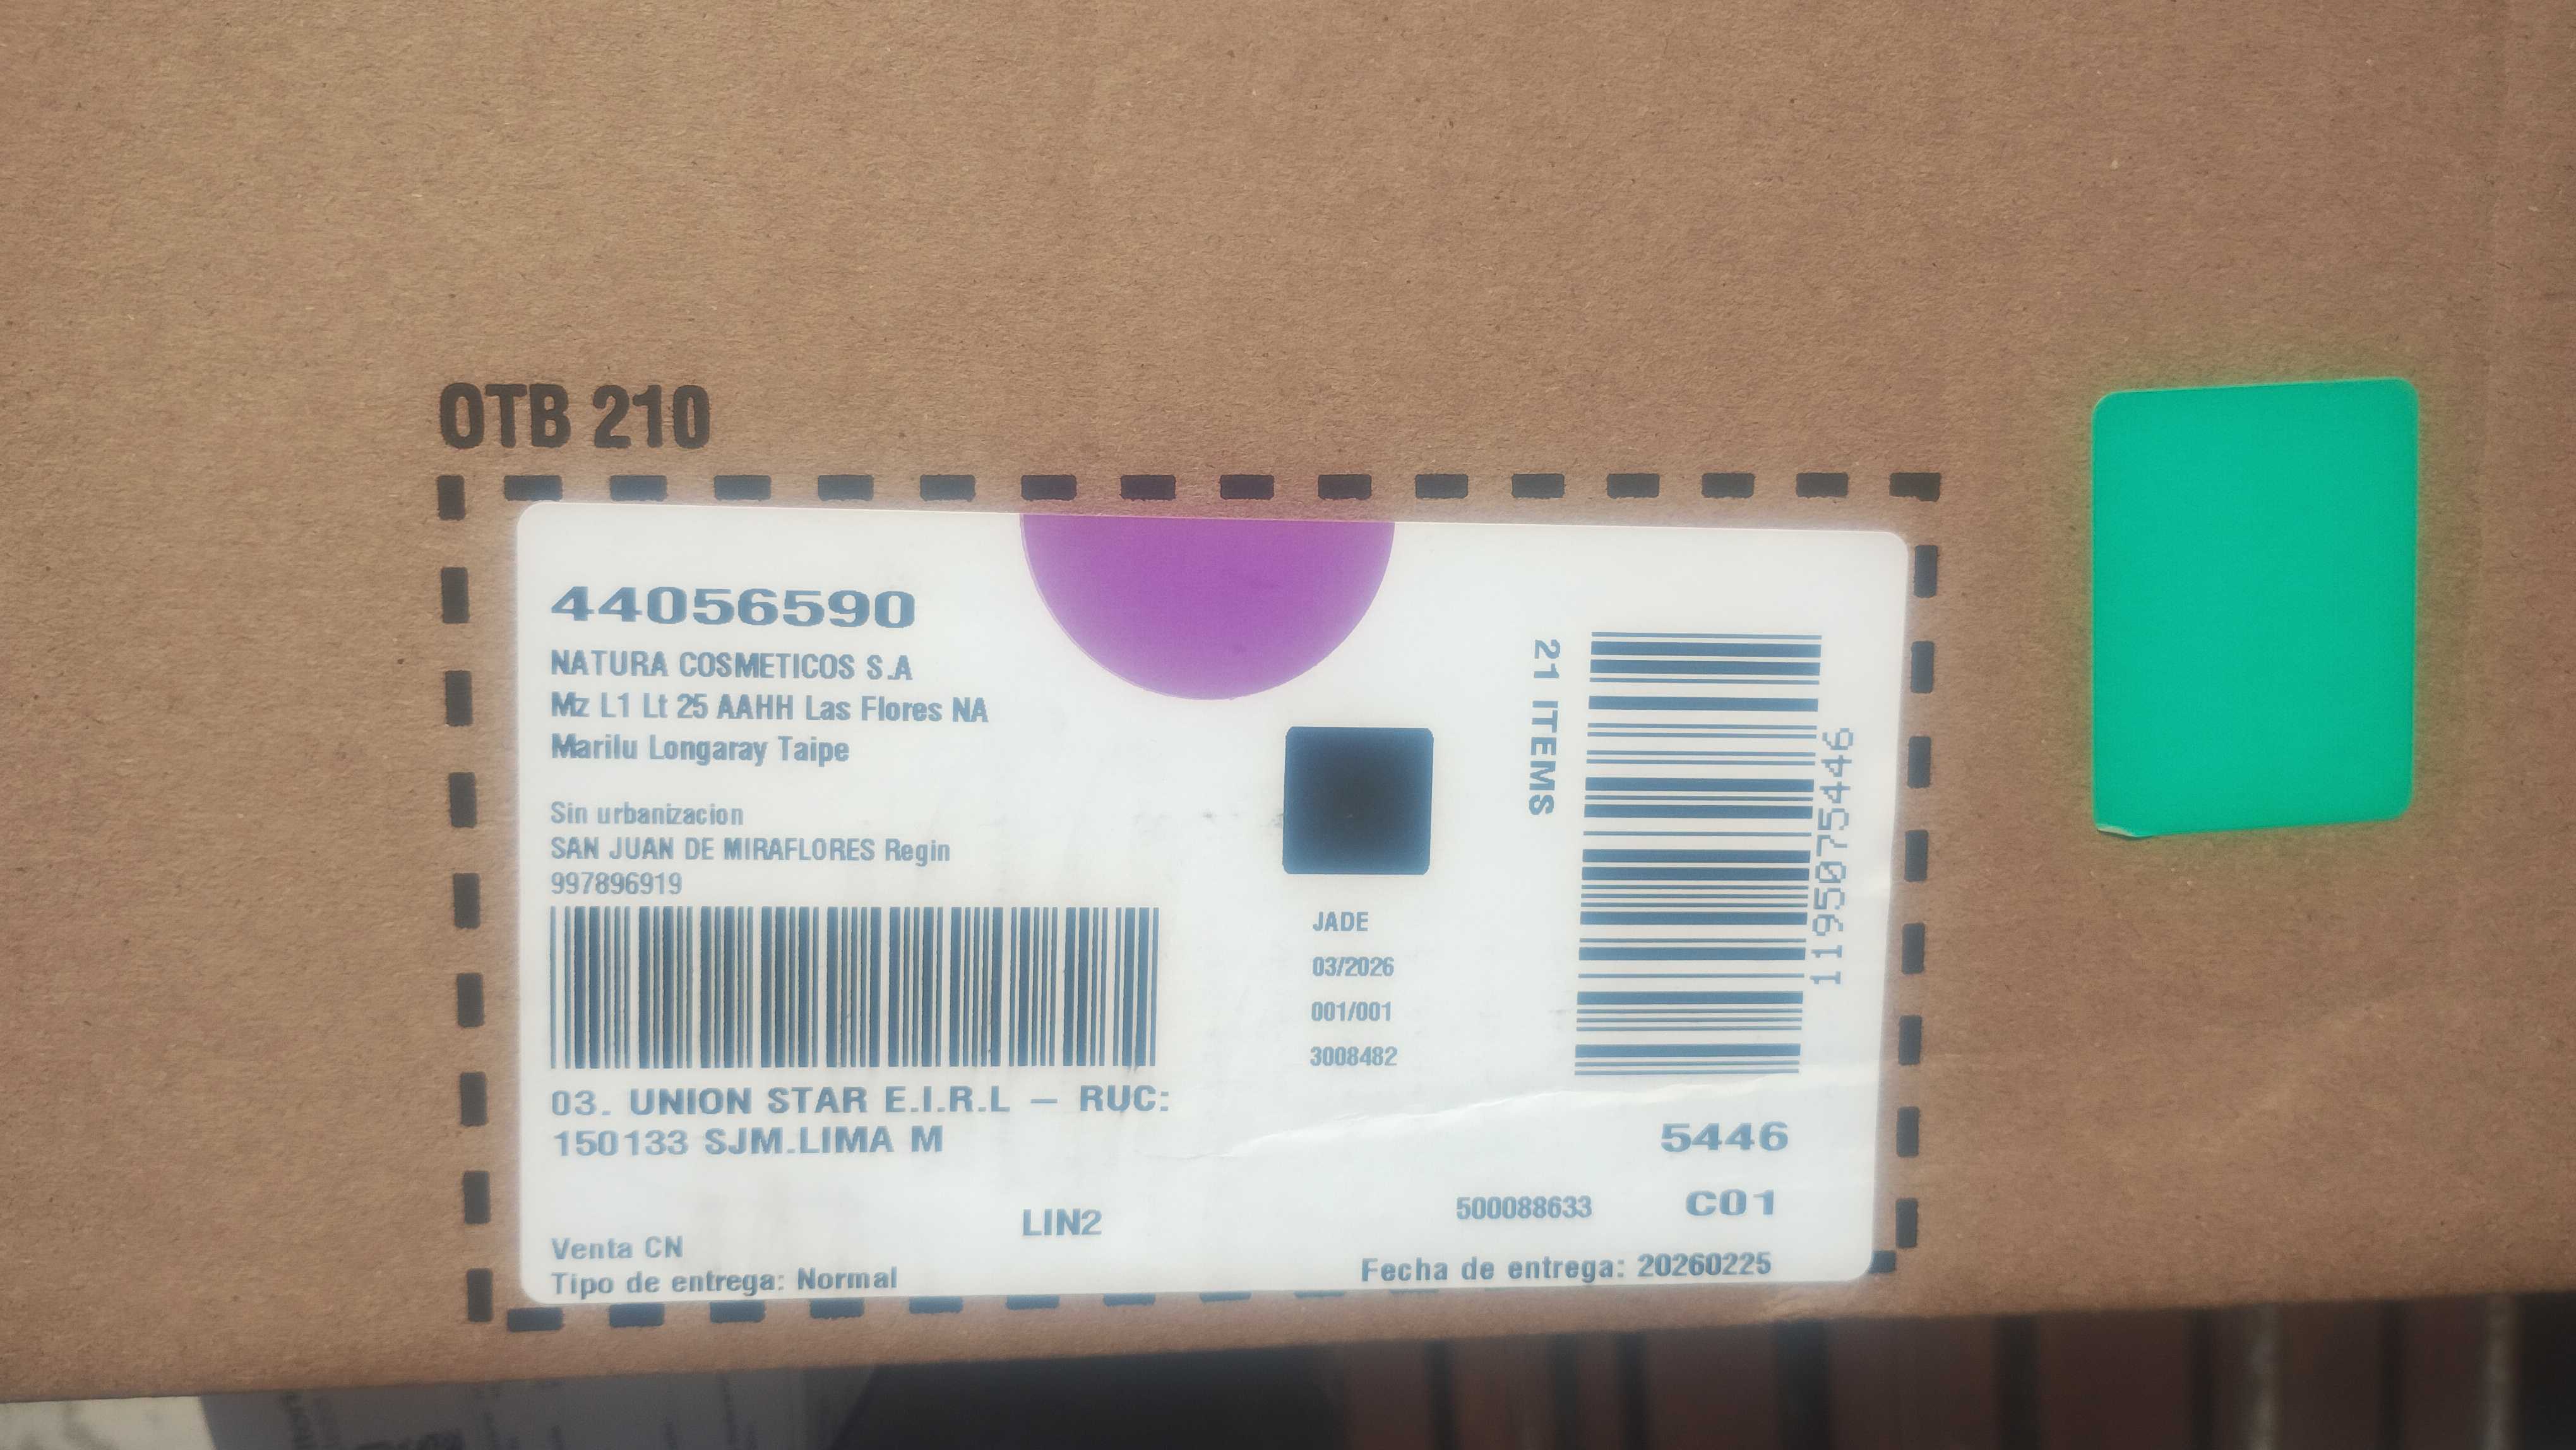 OTB 210
44056590
NATURA COSMETICOS S.A
Mz L1 Lt 25 AAHH Las Flores NA
Marilu Longaray Taipe
Sin urbanizacion
SAN JUAN DE MIRAFLORES Regin
997896919
03. UNION STAR E.I.R.L – RUC:
150133 SJM.LIMA M
LIN2
Venta CN
Tipo de entrega: Normal
JADE
03/2026
001/001
3008482
21 ITEMS
1195075446
5446
500088633 C01
Fecha de entrega: 20260225